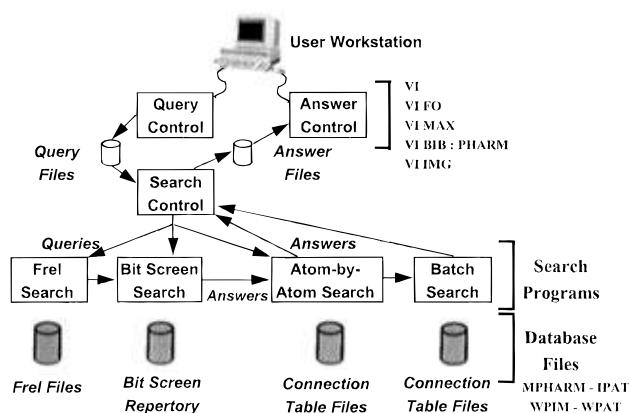 User Workstation
Query
Control
Answer
Control
VI
VI FO
VI MAX
VI BIB : PHARM
VI IMG
Query
Files
Answer
Files
Search
Control
Queries
Answers
Frel
Search
Bit Screen
Search
Answers
Atom-by-
Atom Search
Batch
Search
Search
Programs
Database
Files
Frel Files
Bit Screen
Repertory
Connection
Table Files
Connection
Table Files
MPHARM - IPAT
WPIM - WPAT